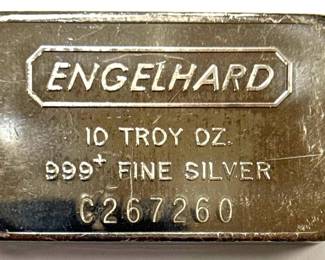 ENGELHARD
10 TROY OZ.
999+ FINE SILVER
C267260